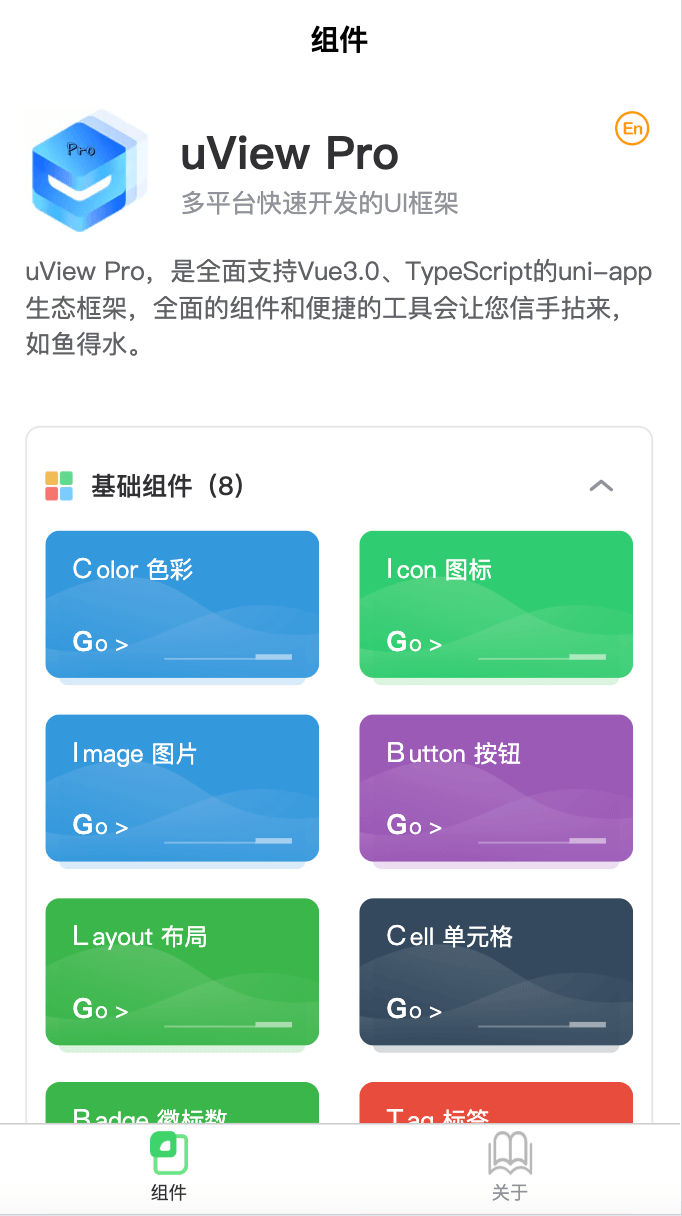 组件
Pro
uView Pro
En
多平台快速开发的UI框架
uView Pro，是全面支持Vue3.0、TypeScript的uni-app
生态框架，全面的组件和便捷的工具会让您信手拈来，
如鱼得水。
基础组件（8）
Color 色彩
Icon 图标
Go >
Go >
Image 图片
Button 按钮
Go >
Go >
Layout 布局
Cell 单元格
Go >
Go >
Badge 徽标数
Tag 标签
组件
关于